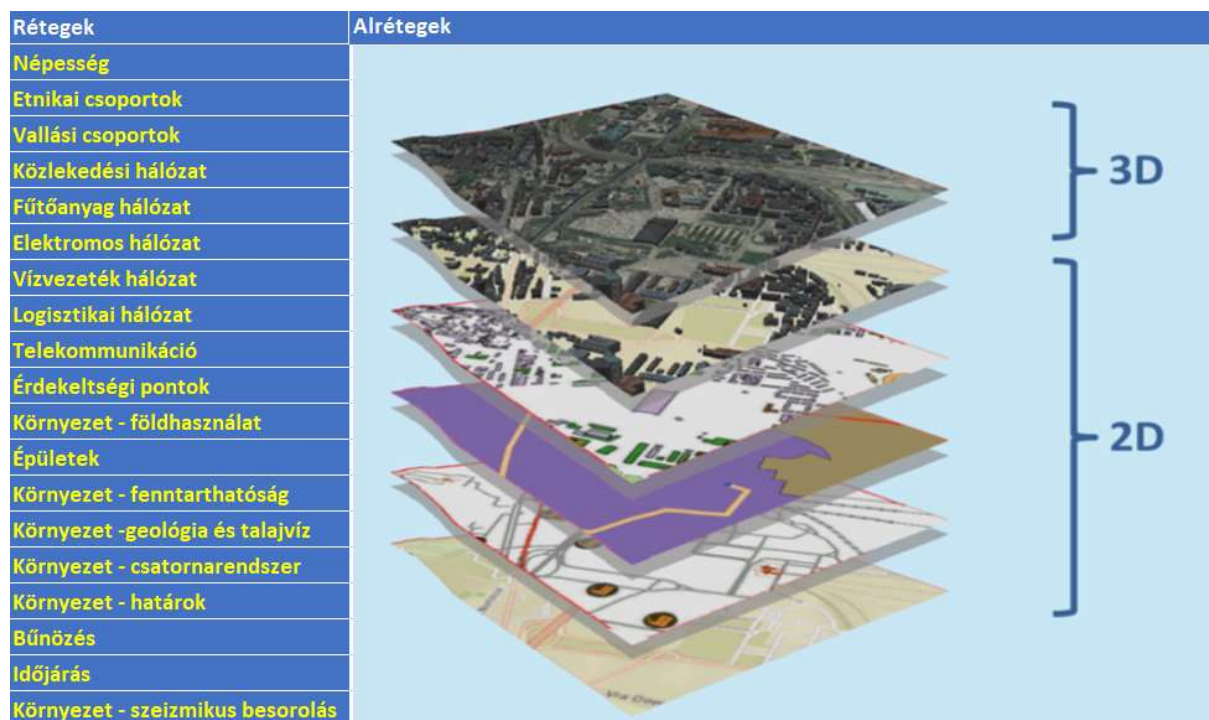 Rétegek
Alrétegek
Népesség
Etnikai csoportok
Vallási csoportok
Közlekedési hálózat
Fűtőanyag hálózat
Elektromos hálózat
Vízvezeték hálózat
Logisztikai hálózat
Telekommunikáció
Érdekeltségi pontok
Környezet - földhasználat
Épületek
Környezet - fenntarthatóság
Környezet -geológia és talajvíz
Környezet - csatornarendszer
Környezet - határok
Bűnözés
Időjárás
Környezet - szeizmikus besorolás
3D
2D
Via